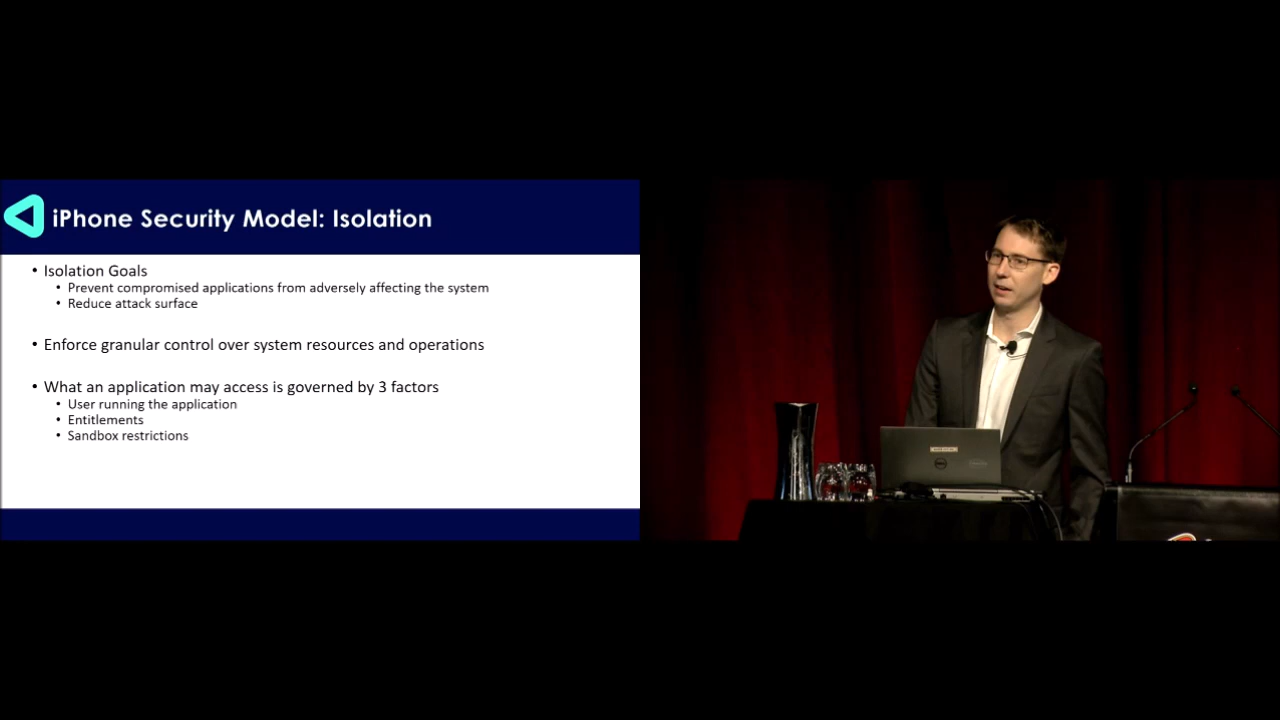 iPhone Security Model: Isolation
• Isolation Goals
• Prevent compromised applications from adversely affecting the system
• Reduce attack surface
• Enforce granular control over system resources and operations
• What an application may access is governed by 3 factors
• User running the application
• Entitlements
• Sandbox restrictions
DELL